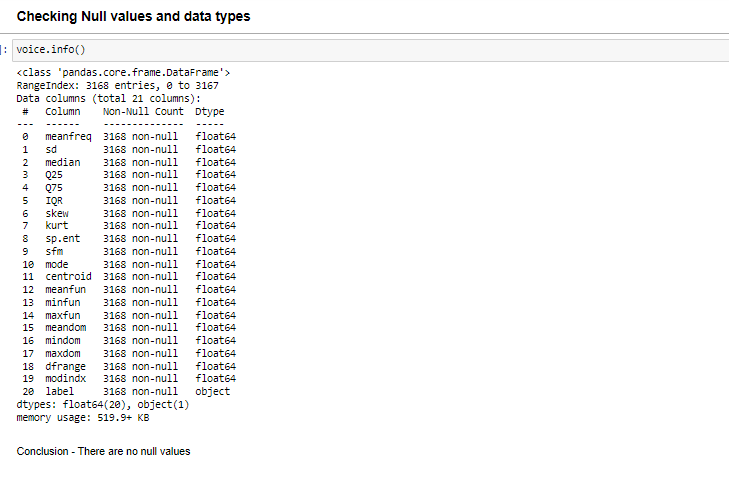 Checking Null values and data types
]: voice.info()
<class 'pandas.core.frame.DataFrame'>
RangeIndex: 3168 entries, 0 to 3167
Data columns (total 21 columns):
#   Column    Non-Null Count  Dtype
---  ------    --------------  -----
0   meanfreq  3168 non-null   float64
1   sd        3168 non-null   float64
2   median    3168 non-null   float64
3   Q25       3168 non-null   float64
4   Q75       3168 non-null   float64
5   IQR       3168 non-null   float64
6   skew      3168 non-null   float64
7   kurt      3168 non-null   float64
8   sp.ent    3168 non-null   float64
9   sfm       3168 non-null   float64
10  mode      3168 non-null   float64
11  centroid  3168 non-null   float64
12  meanfun   3168 non-null   float64
13  minfun    3168 non-null   float64
14  maxfun    3168 non-null   float64
15  meandom   3168 non-null   float64
16  mindom    3168 non-null   float64
17  maxdom    3168 non-null   float64
18  dfrange   3168 non-null   float64
19  modindx   3168 non-null   float64
20  label     3168 non-null   object
dtypes: float64(20), object(1)
memory usage: 519.9+ KB
Conclusion - There are no null values